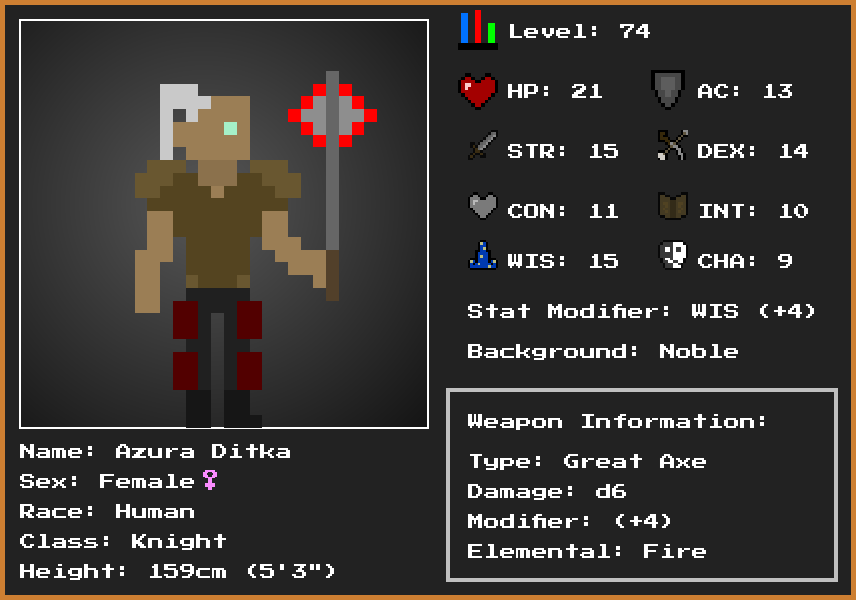 Level: 74
HP: 21 AC: 13
STR: 15 DEX: 14
CON: 11 INT: 10
WIS: 15 CHA: 9
Stat Modifier: WIS (+4)
Background: Noble
Weapon Information:
Type: Great Axe
Damage: d6
Modifier: (+4)
Elemental: Fire
Name: Azura Ditka
Sex: Female♀
Race: Human
Class: Knight
Height: 159cm (5'3")